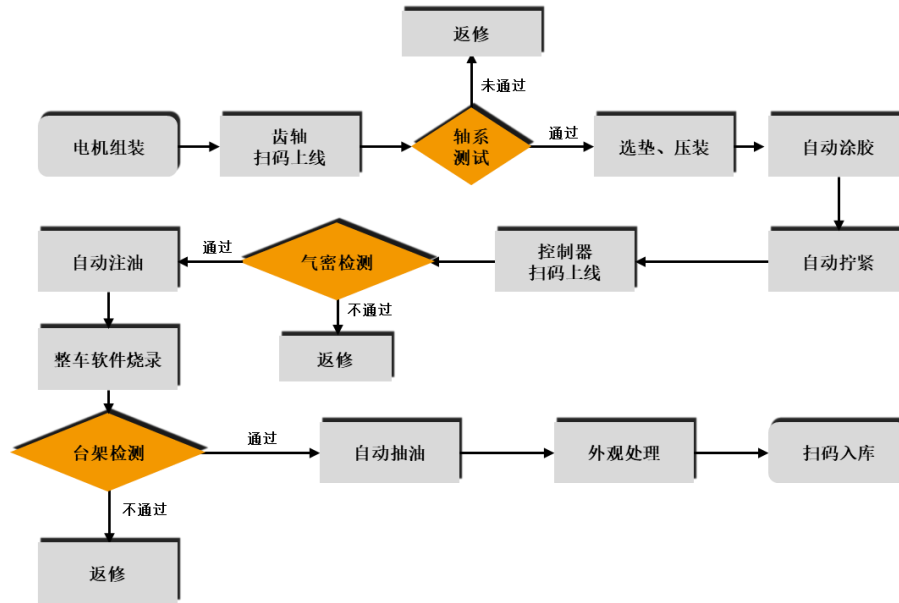 返修
未通过
电机组装
齿轴
扫码上线
轴系
测试
通过
选垫、压装
自动涂胶
自动注油
通过
气密检测
控制器
扫码上线
自动拧紧
不通过
整车软件烧录
返修
台架检测
通过
自动抽油
外观处理
扫码入库
不通过
返修